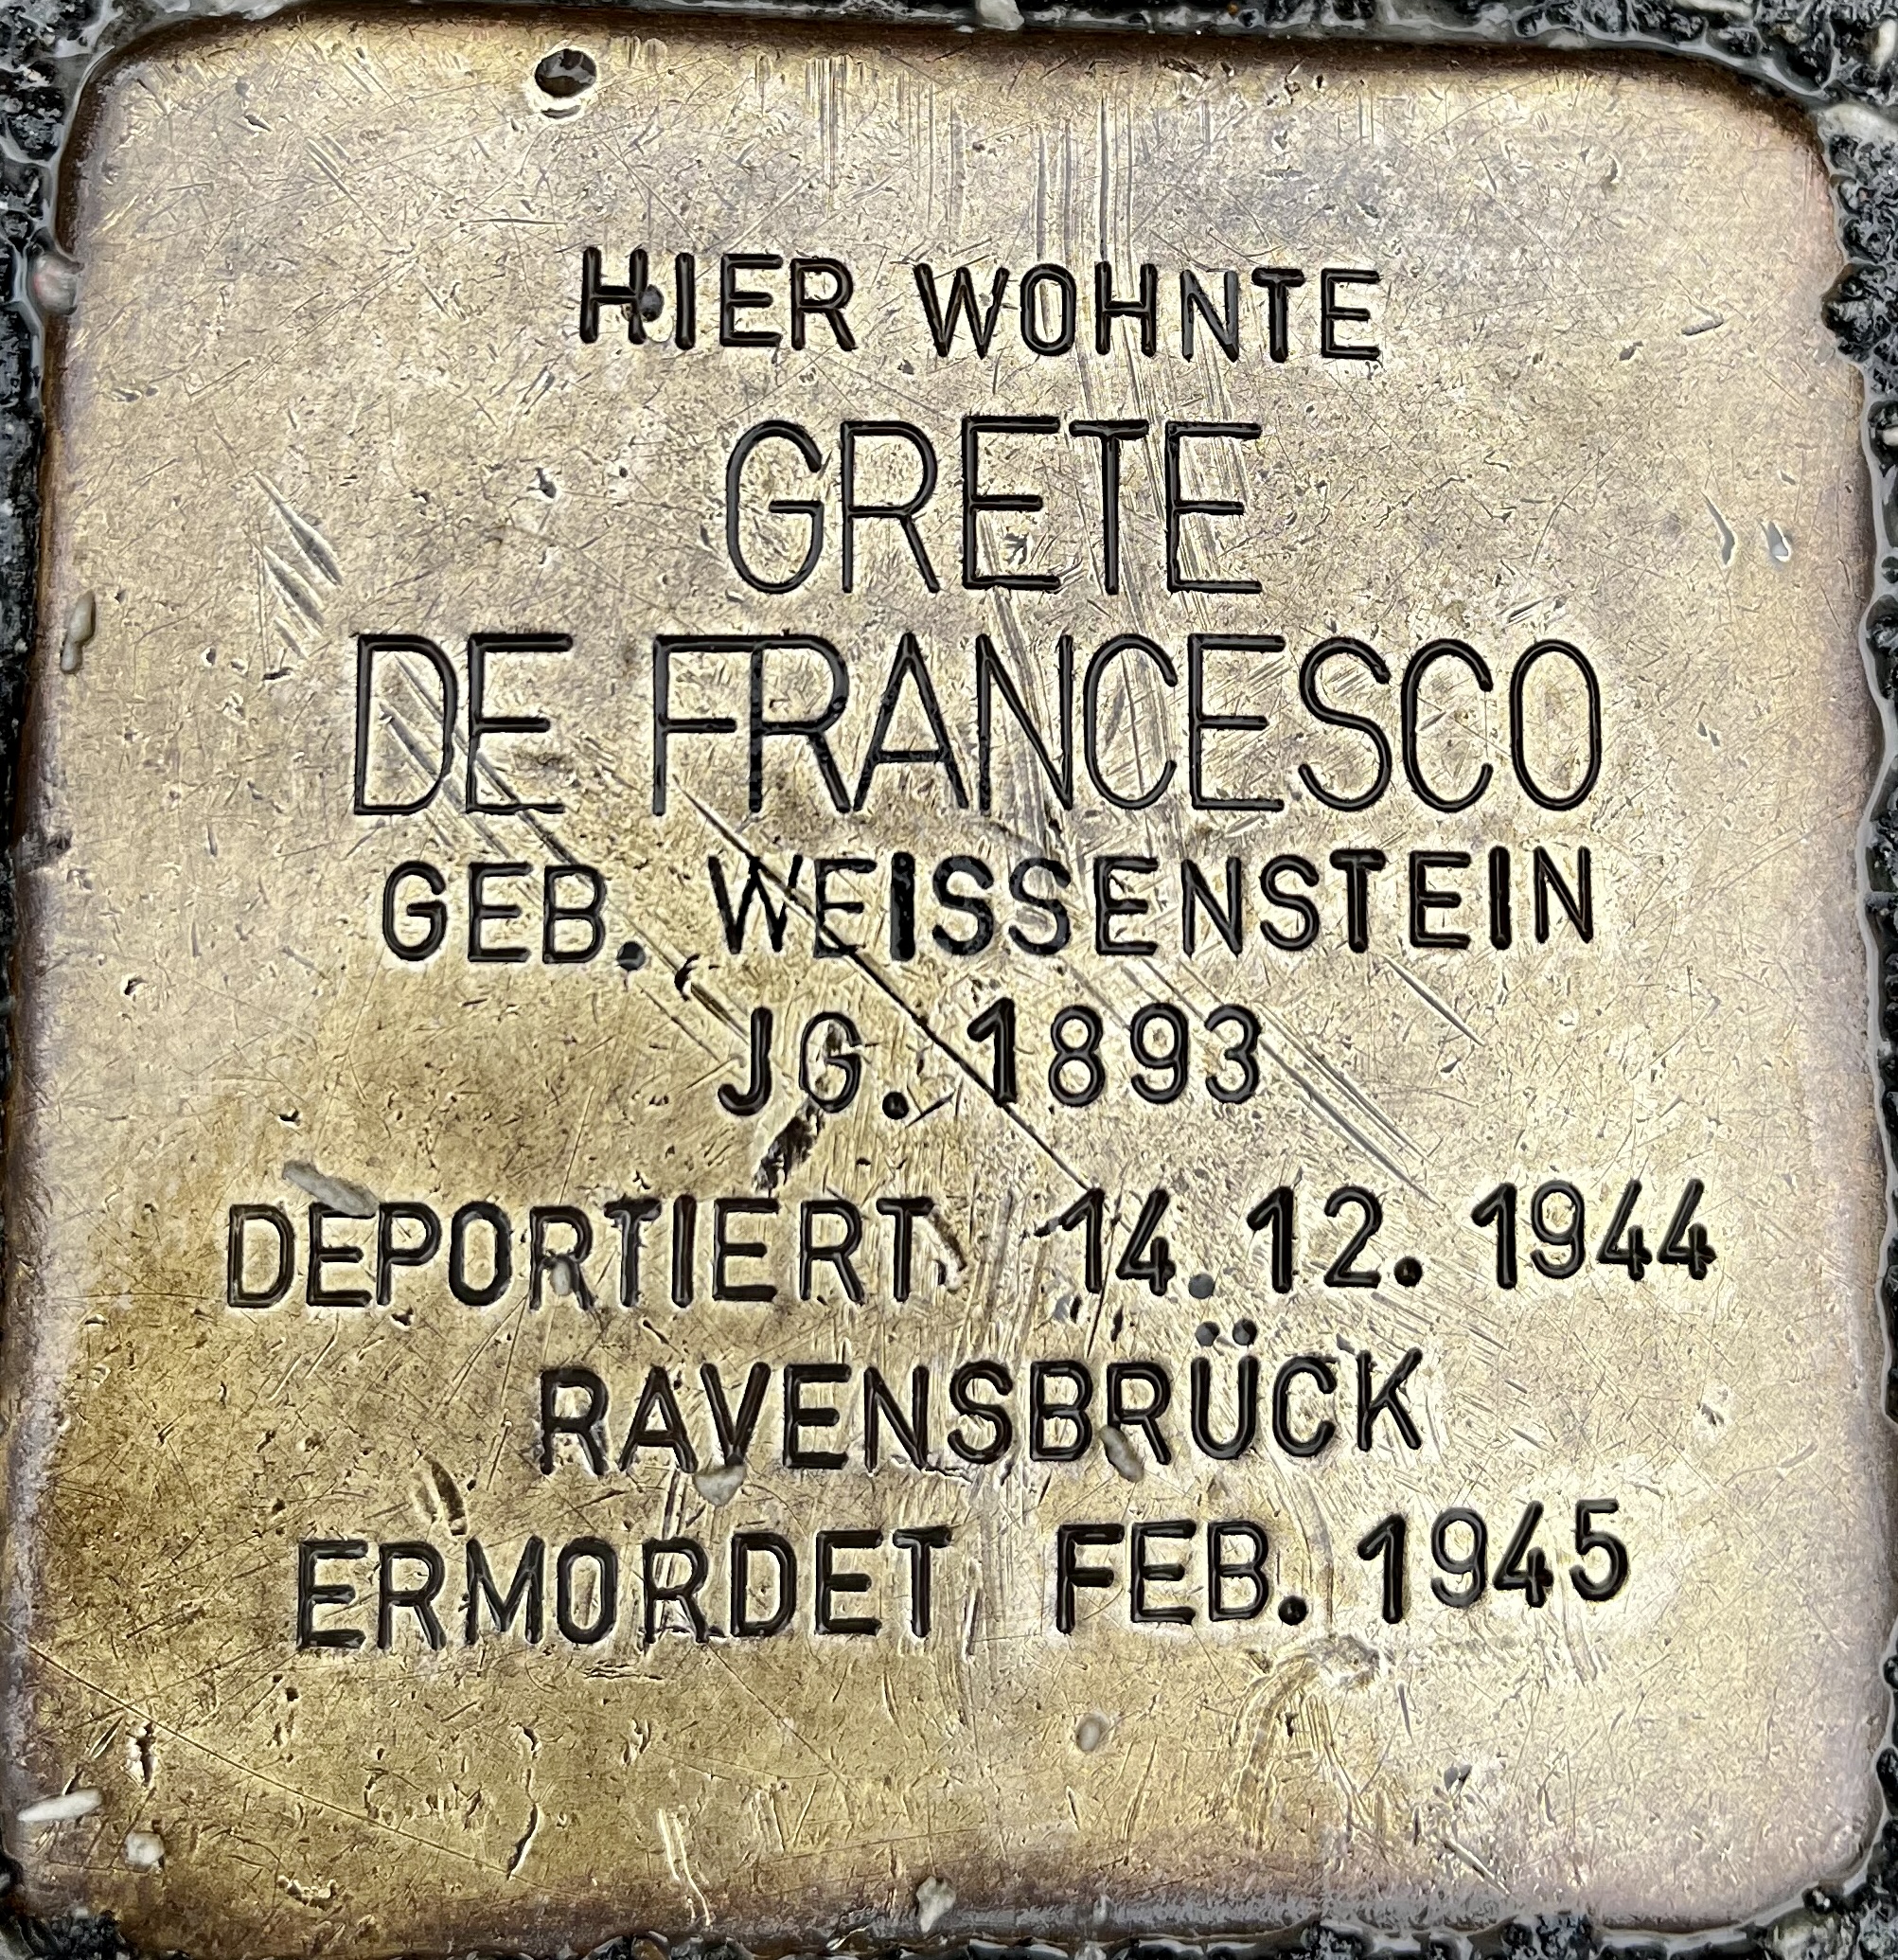 HIER WOHNTE
GRETE
DE FRANCESCO
GEB. WEISSENSTEIN
JG. 1893
DEPORTIERT 14.12.1944
RAVENSBRÜCK
ERMORDET FEB. 1945